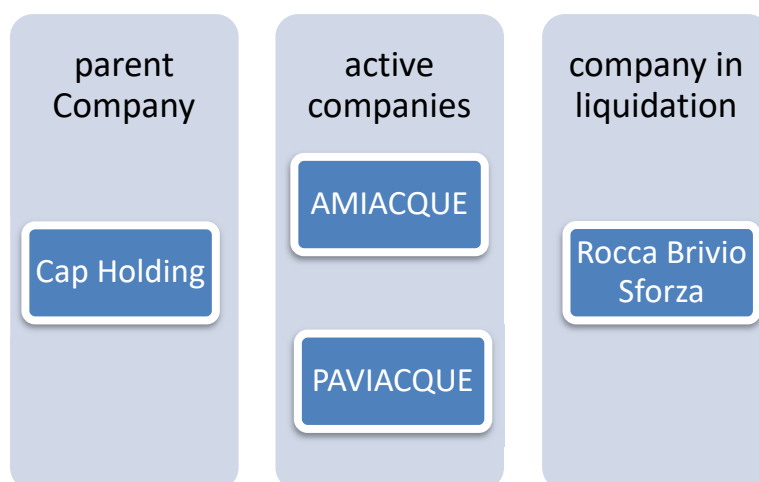 parent
Company
Cap Holding
active
companies
AMIACQUE
PAVIACQUE
company in
liquidation
Rocca Brivio
Sforza